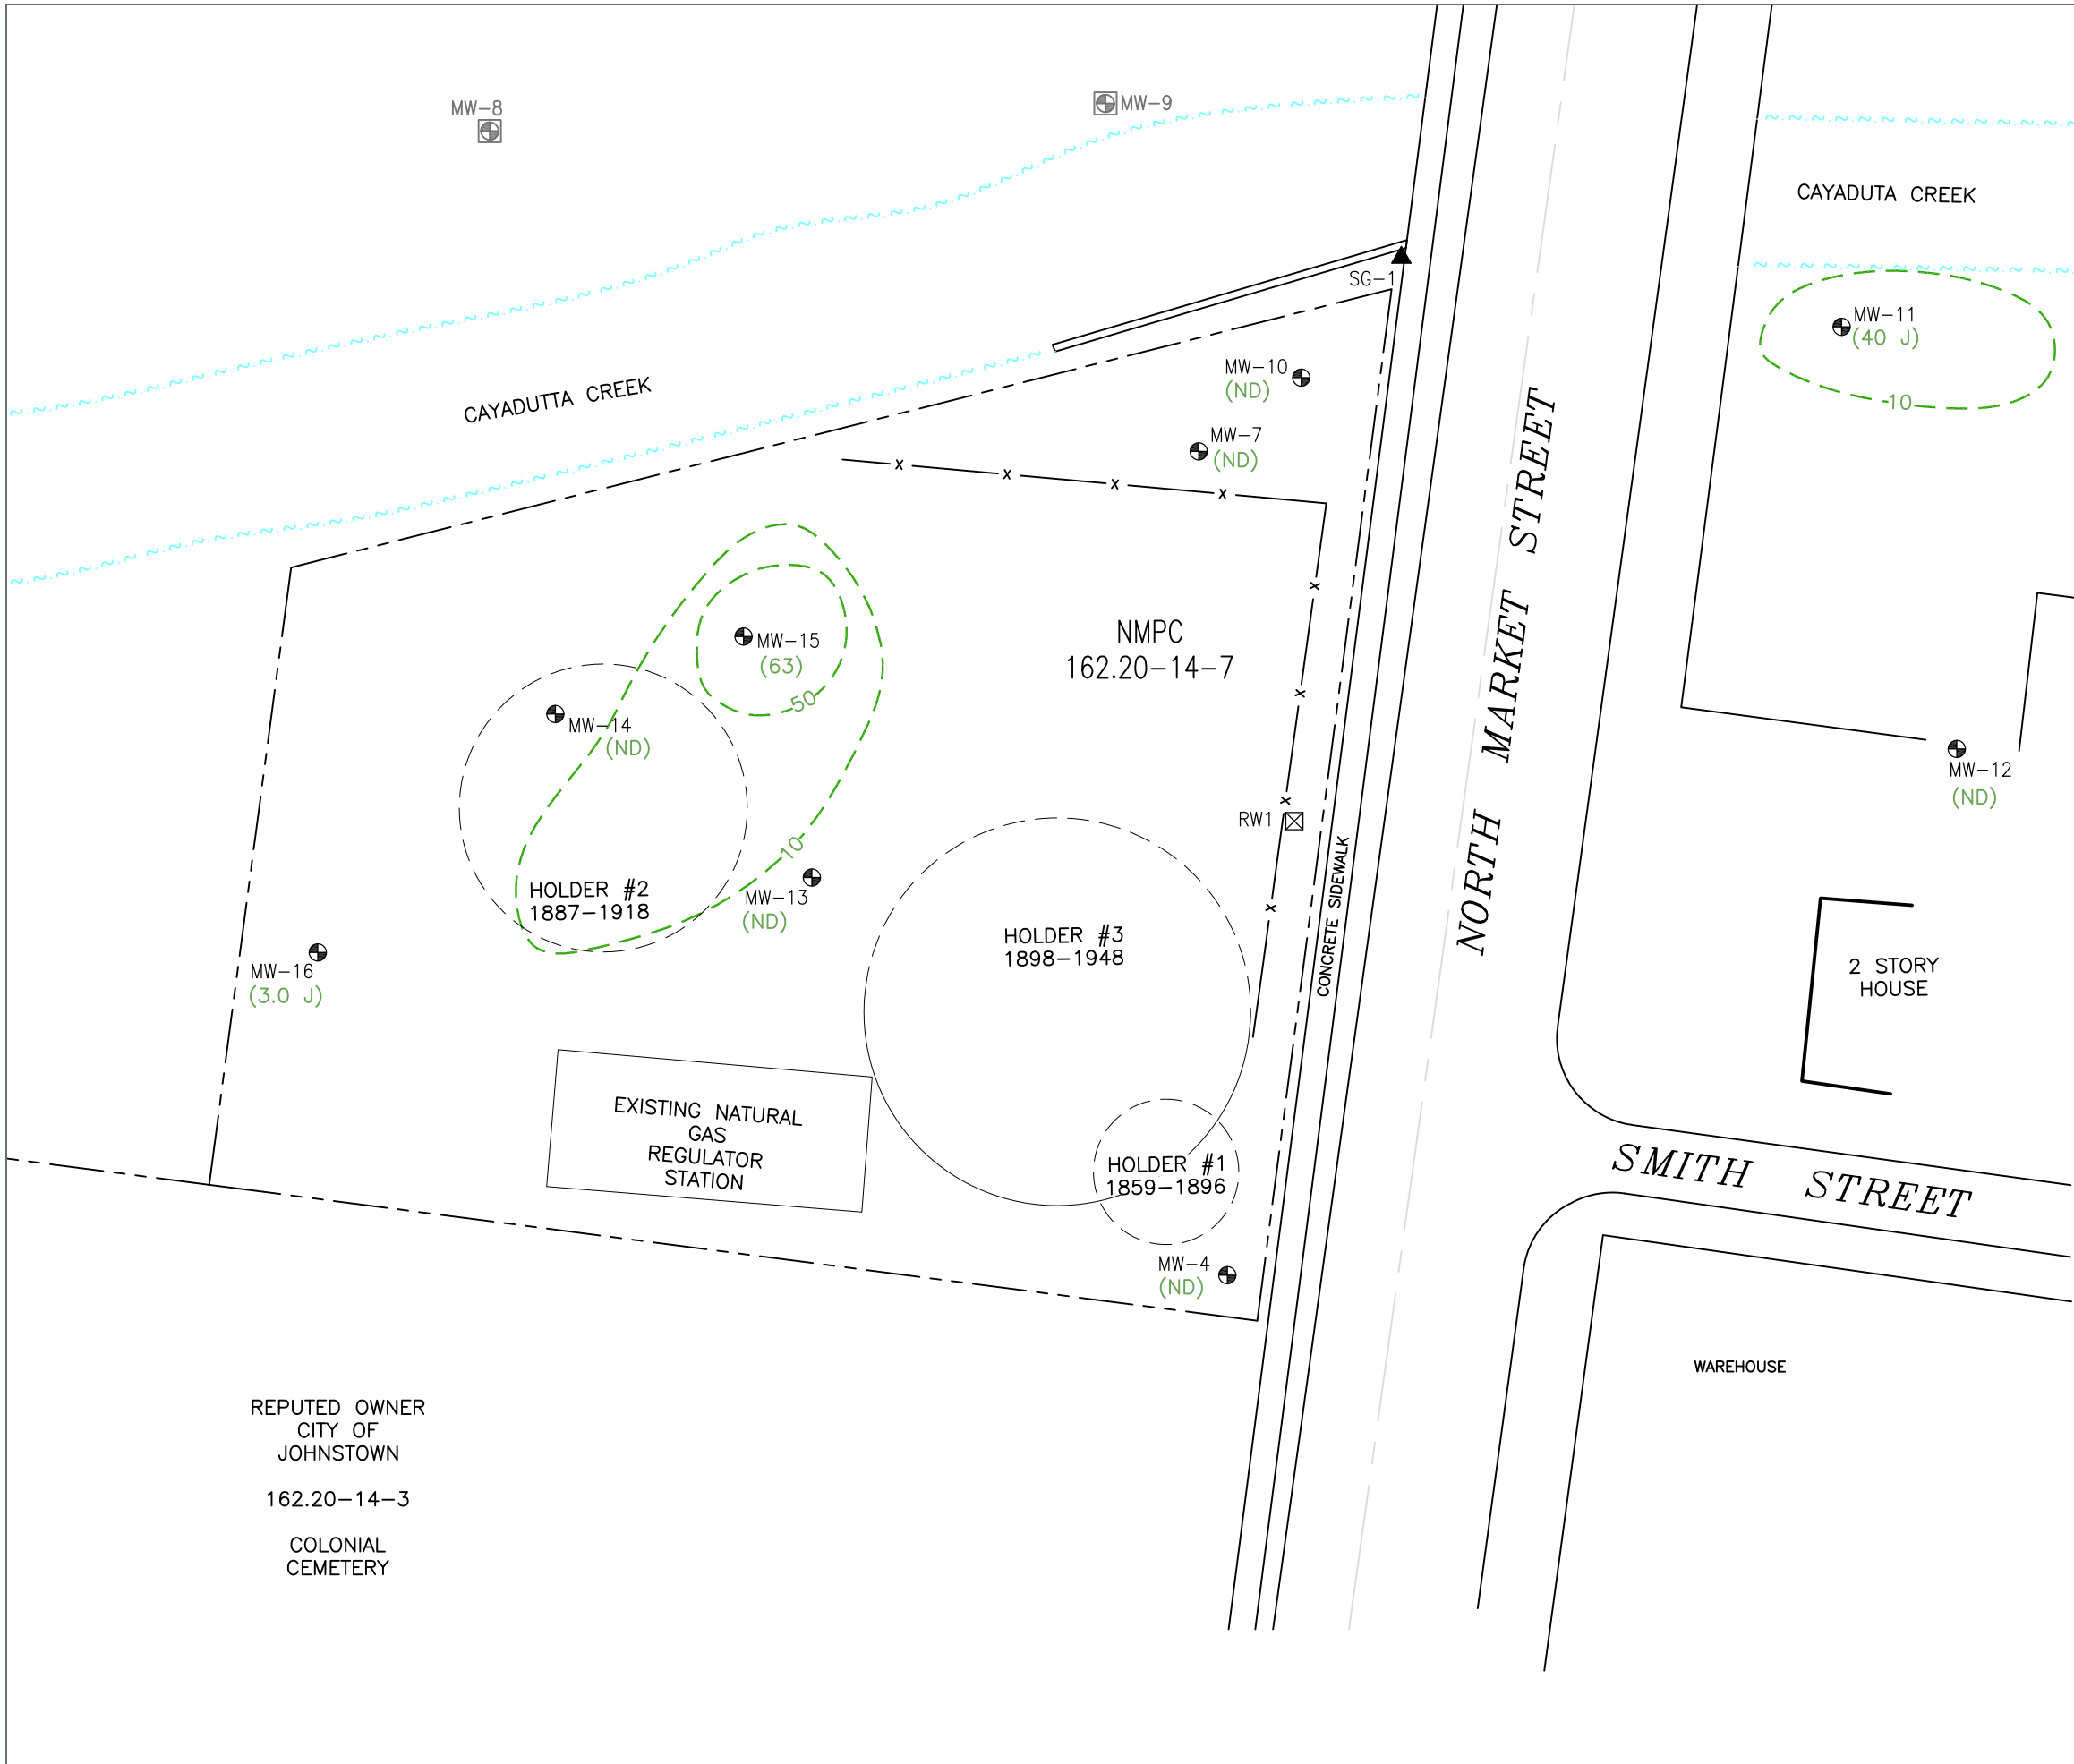 MW-8
MW-9
CAYADUTA CREEK
SG-1
MW-11
(40 J)
10
MW-10
(ND)
CAYADUTTA CREEK
MW-7
(ND)
NORTH MARKET STREET
MW-15
(63)
50
NMPC
162.20-14-7
MW-14
(ND)
MW-12
(ND)
RW1
10
CONCRETE SIDEWALK
HOLDER #2
1887-1918
MW-13
(ND)
HOLDER #3
1898-1948
2 STORY
HOUSE
MW-16
(3.0 J)
EXISTING NATURAL
GAS
REGULATOR
STATION
HOLDER #1
1859-1896
SMITH STREET
MW-4
(ND)
WAREHOUSE
REPUTED OWNER
CITY OF
JOHNSTOWN
162.20-14-3
COLONIAL
CEMETERY